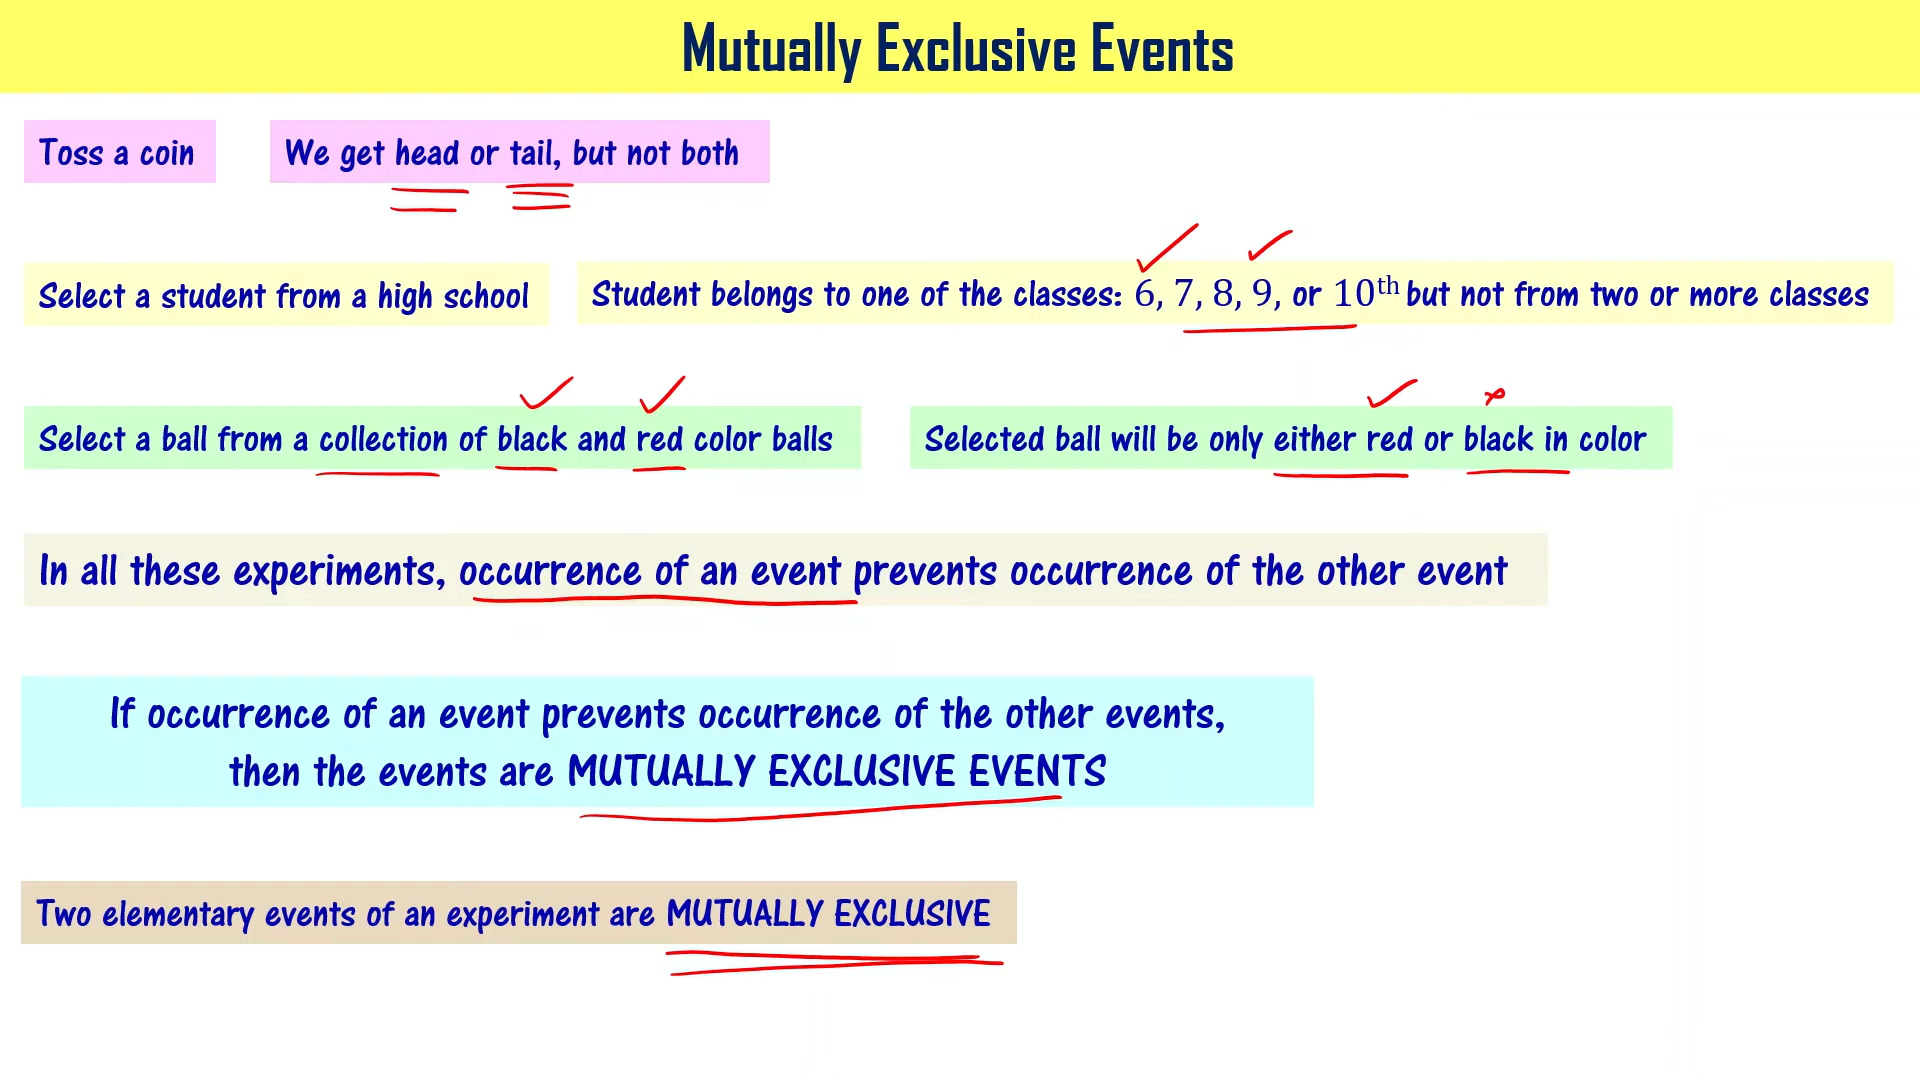 Mutually Exclusive Events
Toss a coin
We get head or tail, but not both
Select a student from a high school
Student belongs to one of the classes: 6, 7, 8, 9, or 10th but not from two or more classes
Select a ball from a collection of black and red color balls
Selected ball will be only either red or black in color
In all these experiments, occurrence of an event prevents occurrence of the other event
If occurrence of an event prevents occurrence of the other events,
then the events are MUTUALLY EXCLUSIVE EVENTS
Two elementary events of an experiment are MUTUALLY EXCLUSIVE